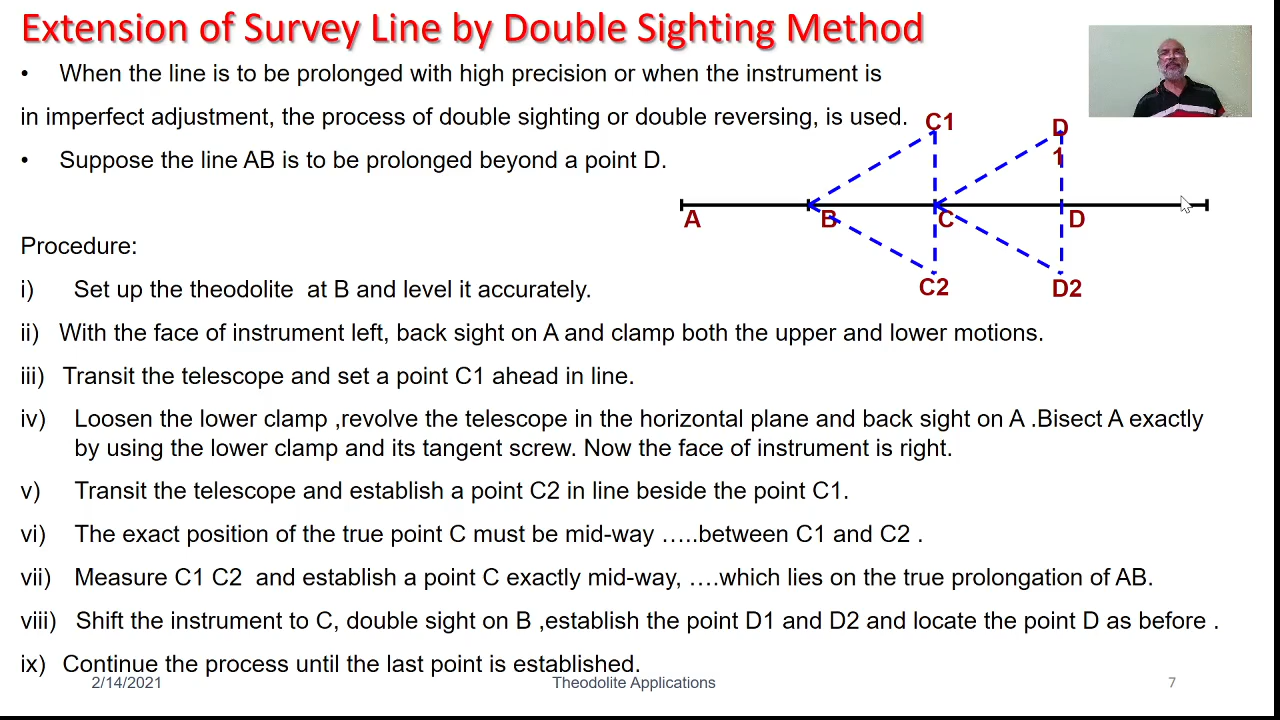 Extension of Survey Line by Double Sighting Method
• When the line is to be prolonged with high precision or when the instrument is
in imperfect adjustment, the process of double sighting or double reversing, is used.
• Suppose the line AB is to be prolonged beyond a point D.
C1
D
1
A
B
C
D
C2
D2
Procedure:
i) Set up the theodolite at B and level it accurately.
ii) With the face of instrument left, back sight on A and clamp both the upper and lower motions.
iii) Transit the telescope and set a point C1 ahead in line.
iv) Loosen the lower clamp ,revolve the telescope in the horizontal plane and back sight on A .Bisect A exactly
by using the lower clamp and its tangent screw. Now the face of instrument is right.
v) Transit the telescope and establish a point C2 in line beside the point C1.
vi) The exact position of the true point C must be mid-way …..between C1 and C2 .
vii) Measure C1 C2 and establish a point C exactly mid-way, ….which lies on the true prolongation of AB.
viii) Shift the instrument to C, double sight on B ,establish the point D1 and D2 and locate the point D as before .
ix) Continue the process until the last point is established.
2/14/2021
Theodolite Applications
7